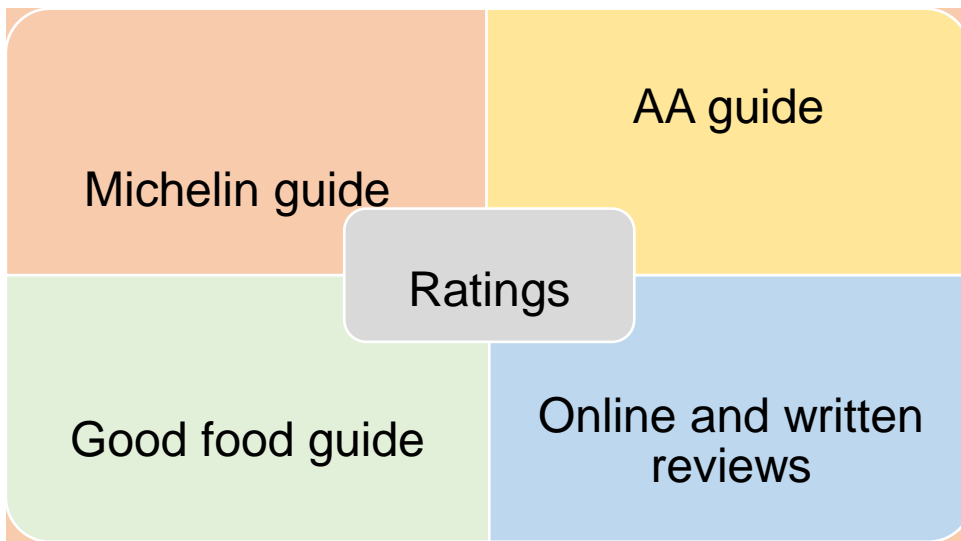 Michelin guide
AA guide
Ratings
Good food guide
Online and written
reviews